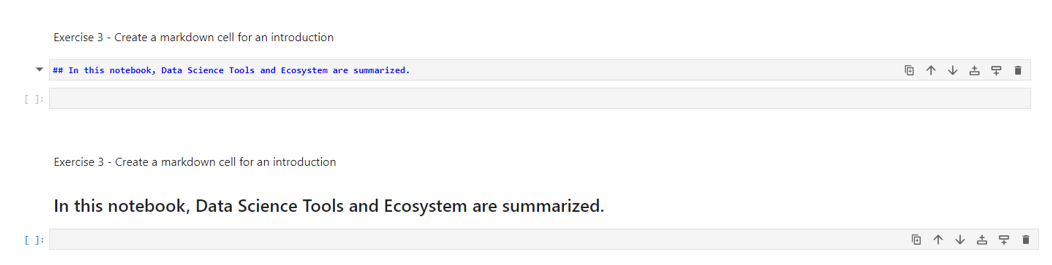 Exercise 3 - Create a markdown cell for an introduction
## In this notebook, Data Science Tools and Ecosystem are summarized.
[ ]:
Exercise 3 - Create a markdown cell for an introduction
In this notebook, Data Science Tools and Ecosystem are summarized.
[ ]: